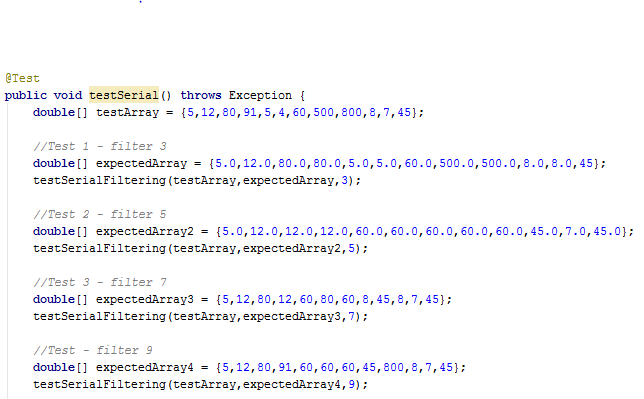 @Test
public void testSerial() throws Exception {
    double[] testArray = {5,12,80,91,5,4,60,500,800,8,7,45};
    //Test 1 - filter 3
    double[] expectedArray = {5.0,12.0,80.0,80.0,5.0,5.0,60.0,500.0,500.0,8.0,8.0,45};
    testSerialFiltering(testArray,expectedArray,3);
    //Test 2 - filter 5
    double[] expectedArray2 = {5.0,12.0,12.0,12.0,60.0,60.0,60.0,60.0,60.0,45.0,7.0,45.0};
    testSerialFiltering(testArray,expectedArray2,5);
    //Test 3 - filter 7
    double[] expectedArray3 = {5,12,80,12,60,80,60,8,45,8,7,45};
    testSerialFiltering(testArray,expectedArray3,7);
    //Test - filter 9
    double[] expectedArray4 = {5,12,80,91,60,60,60,45,800,8,7,45};
    testSerialFiltering(testArray,expectedArray4,9);